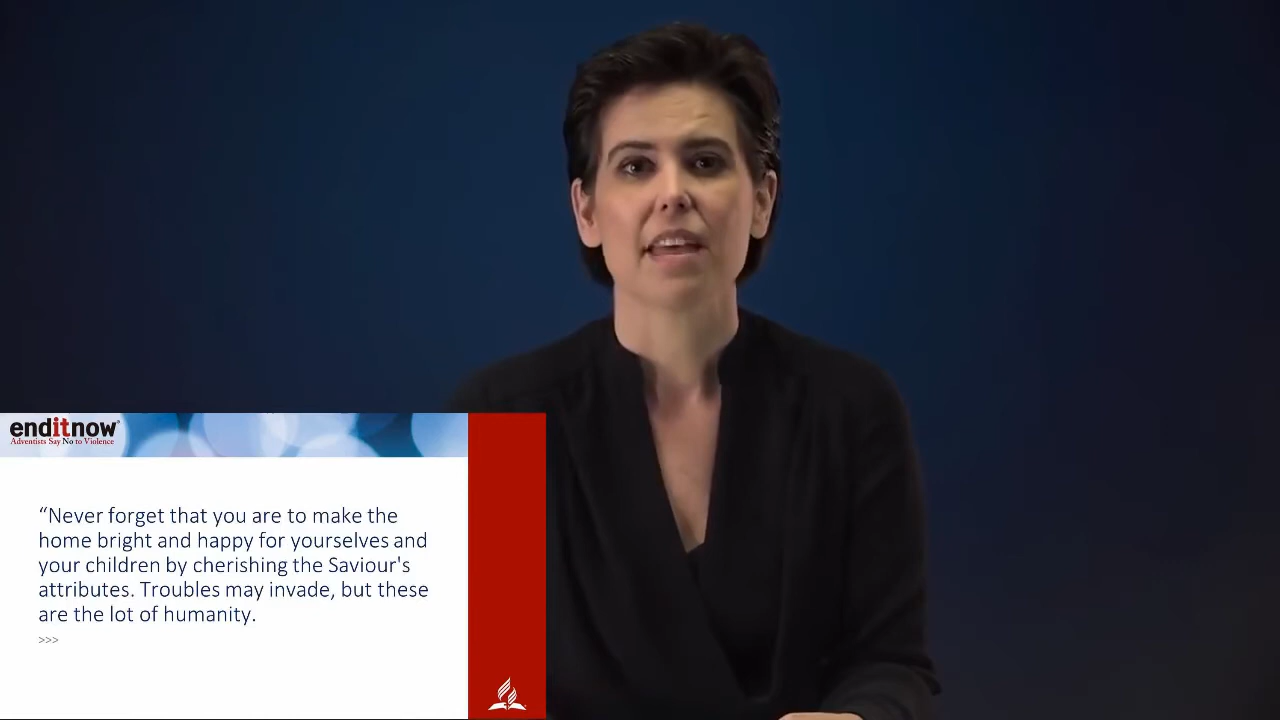 enditnow®
Adventists Say No to Violence
“Never forget that you are to make the
home bright and happy for yourselves and
your children by cherishing the Saviour's
attributes. Troubles may invade, but these
are the lot of humanity.
>>>